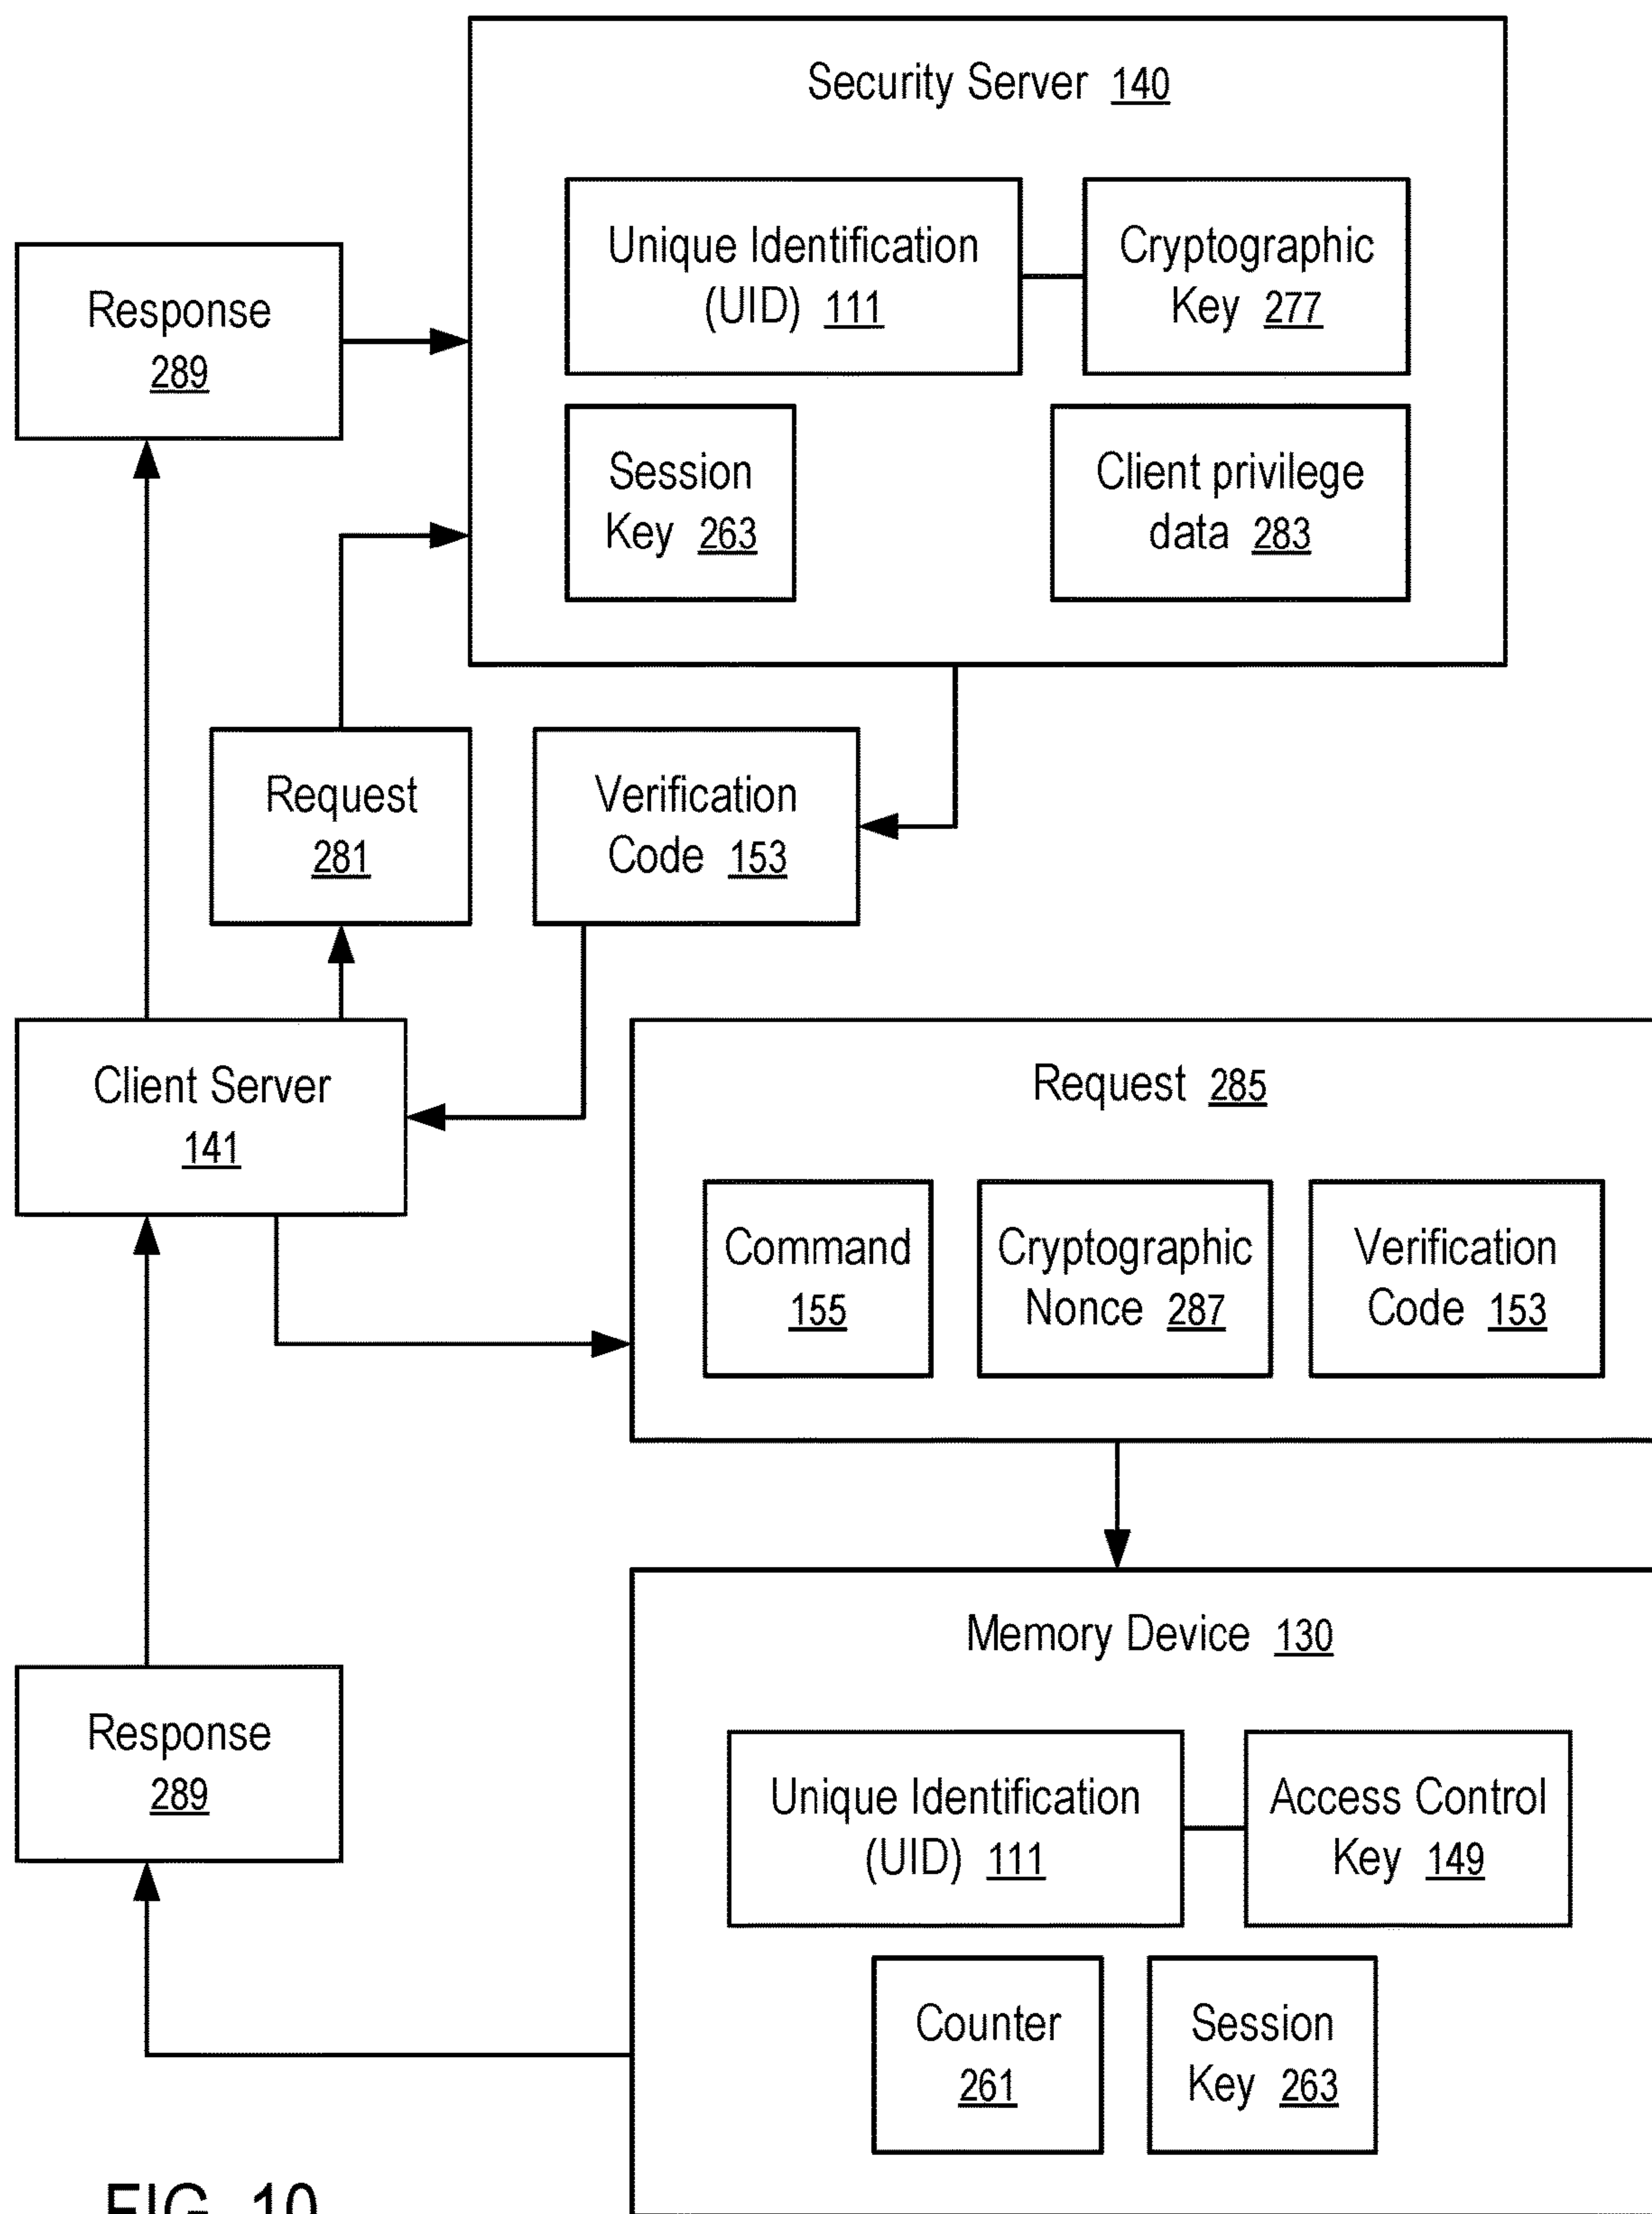 Security Server 140
Unique Identification
(UID) 111
Cryptographic
Key 277
Response
289
Session
Key 263
Client privilege
data 283
Request
281
Verification
Code 153
Client Server
141
Request 285
Command
155
Cryptographic
Nonce 287
Verification
Code 153
Memory Device 130
Response
289
Unique Identification
(UID) 111
Access Control
Key 149
Counter
261
Session
Key 263
FIG. 10